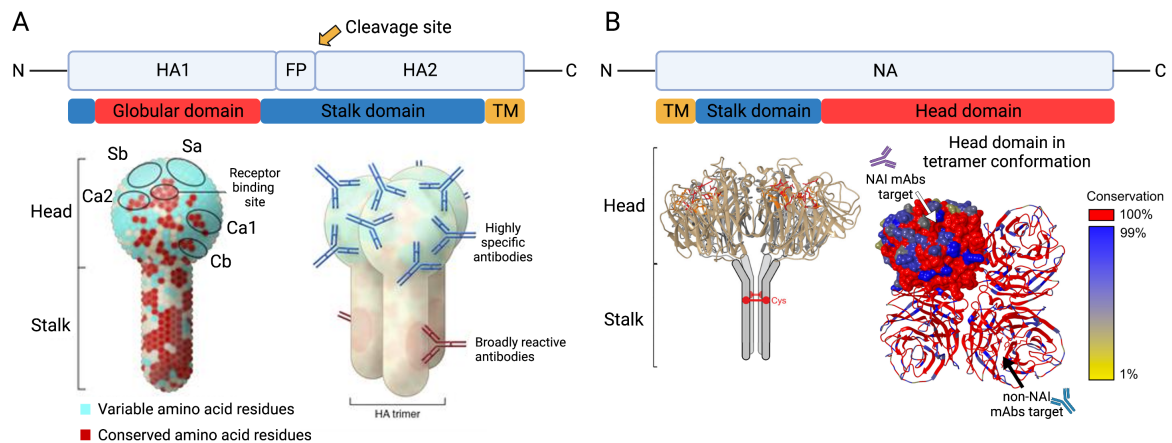 A
Cleavage site
N
HA1
FP
HA2
C
Globular domain
Stalk domain
TM
Sb
Sa
Ca2
Receptor
binding
site
Head
Ca1
Cb
Highly
specific
antibodies
Stalk
Broadly reactive
antibodies
HA trimer
Variable amino acid residues
Conserved amino acid residues
B
N
NA
C
TM
Stalk domain
Head domain
Head domain in
tetramer conformation
NAI mAbs
target
Head
Conservation
100%
99%
Cys
Stalk
1%
non-NAI
mAbs target